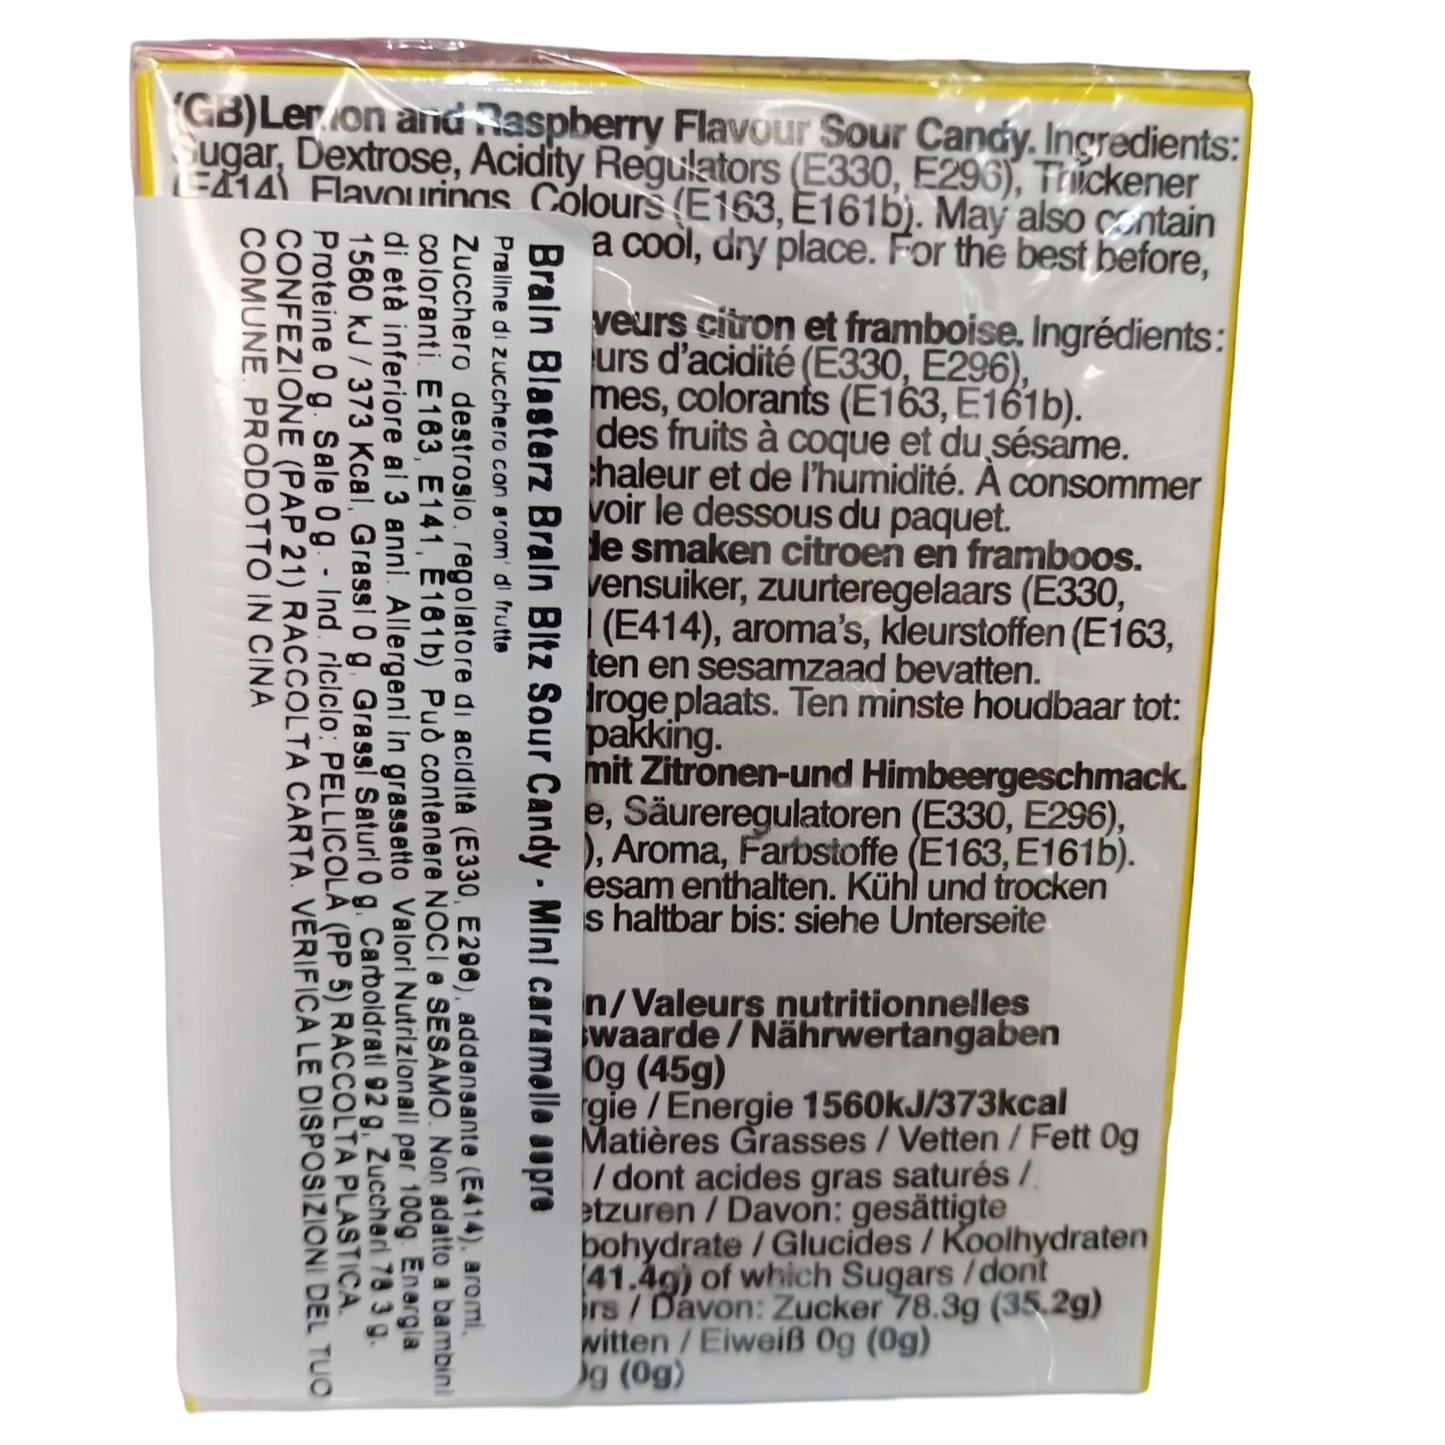 (GB)Lemon and Raspberry Flavour Sour Candy. Ingredients:
Sugar, Dextrose, Acidity Regulators (E330, E296), Thickener
(E414), Flavourings, Colours (E163, E161b). May also contain
a cool, dry place. For the best before,
veurs citron et framboise. Ingrédients:
urs d'acidité (E330, E296),
mes, colorants (E163, E161b).
des fruits à coque et du sésame.
haleur et de l'humidité. À consommer
voir le dessous du paquet.
le smaken citroen en framboos.
vensuiker, zuurteregelaars (E330,
(E414), aroma's, kleurstoffen (E163,
ten en sesamzaad bevatten.
droge plaats. Ten minste houdbaar tot:
pakking.
mit Zitronen-und Himbeergeschmack.
e, Säureregulatoren (E330, E296),
), Aroma, Farbstoffe (E163, E161b).
esam enthalten. Kühl und trocken
s haltbar bis: siehe Unterseite
n/Valeurs nutritionnelles
swaarde / Nährwertangaben
0g (45g)
rgie / Energie 1560kJ/373kcal
Matières Grasses / Vetten / Fett 0g
/ dont acides gras saturés /
etzuren / Davon: gesättigte
bohydrate / Glucides / Koolhydraten
(41.4g) of which Sugars / dont
ers / Davon: Zucker 78.3g (35.2g)
witten / Eiweiß 0g (0g)
0g (0g)
Brain Blasterz Brain Bltz Sour Candy - Mini caramelle aspre
Praline di zucchero con aromi di frutte
Zucchero, destrosio, regolatore di acidità (E330, E296), addensante (E414), aromi,
coloranti: E163, E141, E161b) Può contenere NOCI e SESAMO. Non adatto a bambini
di età inferiore ai 3 anni. Allergeni in grassetto. Valori Nutrizionali per 100g: Energia
1560 kJ / 373 Kcal, Grassi 0 g, Grassi Saturi 0 g, Carboidrati 92 g, Zuccheri 78.3 g,
Proteine 0 g, Sale 0 g. - Ind. riciclo: PELLICOLA (PP 5) RACCOLTA PLASTICA.
CONFEZIONE (PAP 21) RACCOLTA CARTA. VERIFICA LE DISPOSIZIONI DEL TUO
COMUNE. PRODOTTO IN CINA